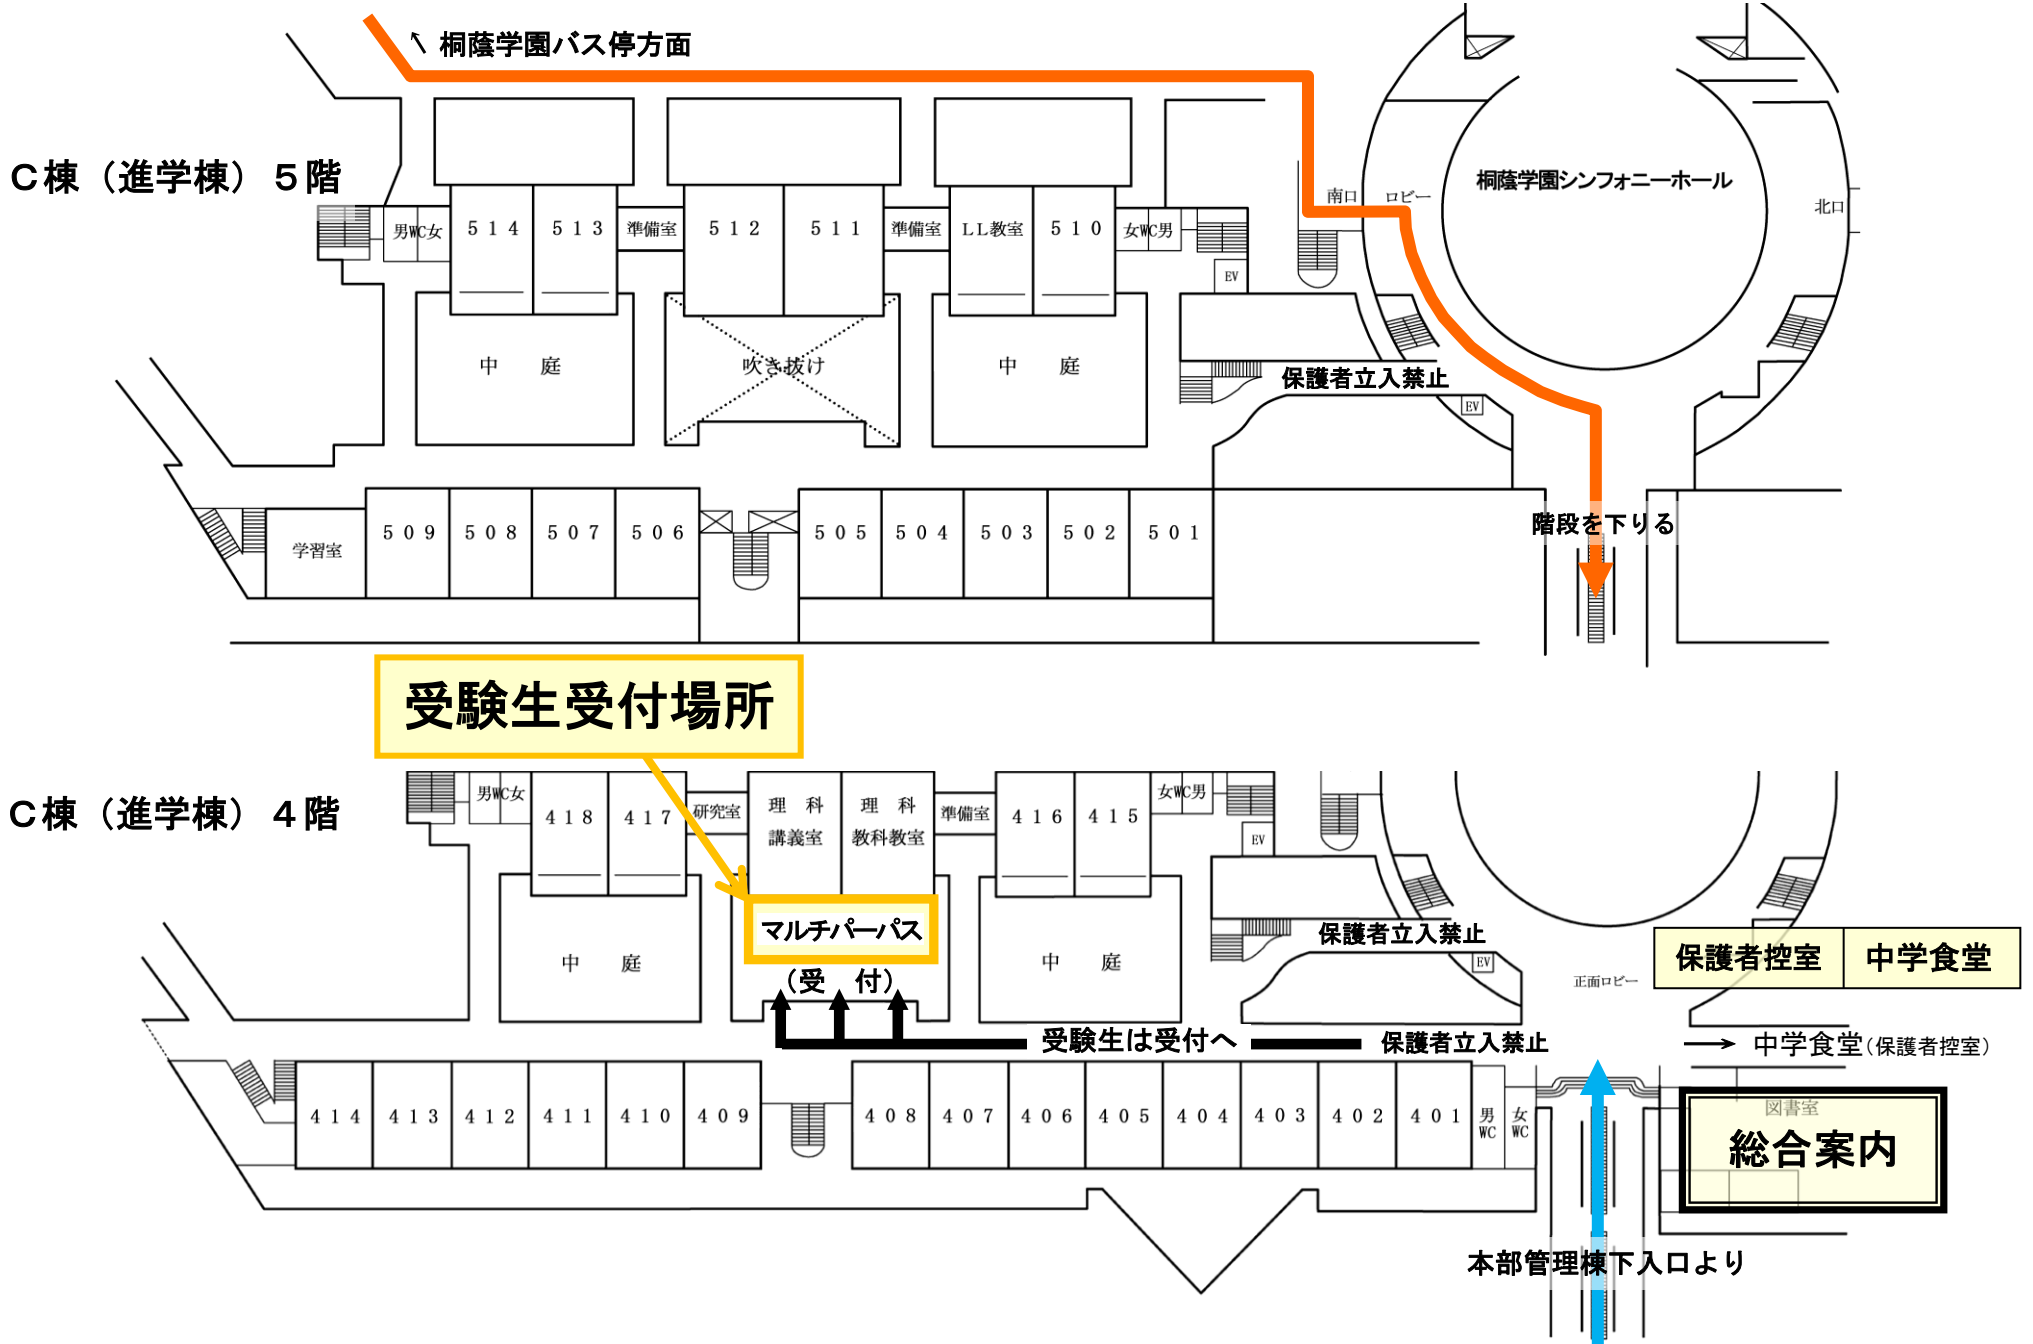 ↖ 桐蔭学園バス停方面
C棟（進学棟）５階
桐蔭学園シンフォニーホール
南口
ロビー
北口
男WC女
５１４
５１３
準備室
５１２
５１１
準備室
LL教室
５１０
女WC男
EV
中　庭
吹き抜け
中　庭
保護者立入禁止
EV
学習室
５０９
５０８
５０７
５０６
５０５
５０４
５０３
５０２
５０１
階段を下りる
受験生受付場所
C棟（進学棟）４階
男WC女
４１８
４１７
研究室
理　科
講義室
理　科
教科教室
準備室
４１６
４１５
女WC男
EV
マルチパーパス
（受　付）
中　庭
中　庭
保護者立入禁止
EV
正面ロビー
保護者控室
中学食堂
受験生は受付へ
保護者立入禁止
→ 中学食堂（保護者控室）
４１４
４１３
４１２
４１１
４１０
４０９
４０８
４０７
４０６
４０５
４０４
４０３
４０２
４０１
男
WC
女
WC
図書室
総合案内
本部管理棟下入口より